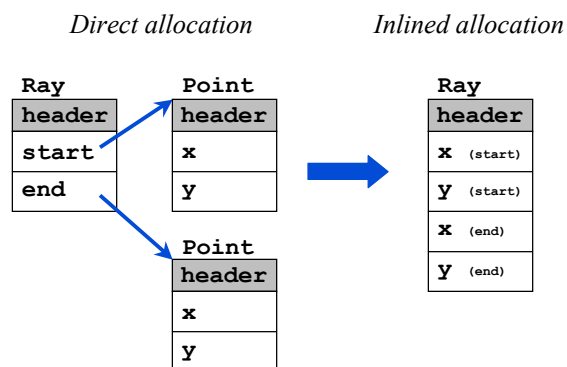 Direct allocation
Inlined allocation
Ray
header
start
end
Point
header
x
y
Point
header
x
y
Ray
header
x (start)
y (start)
x (end)
y (end)